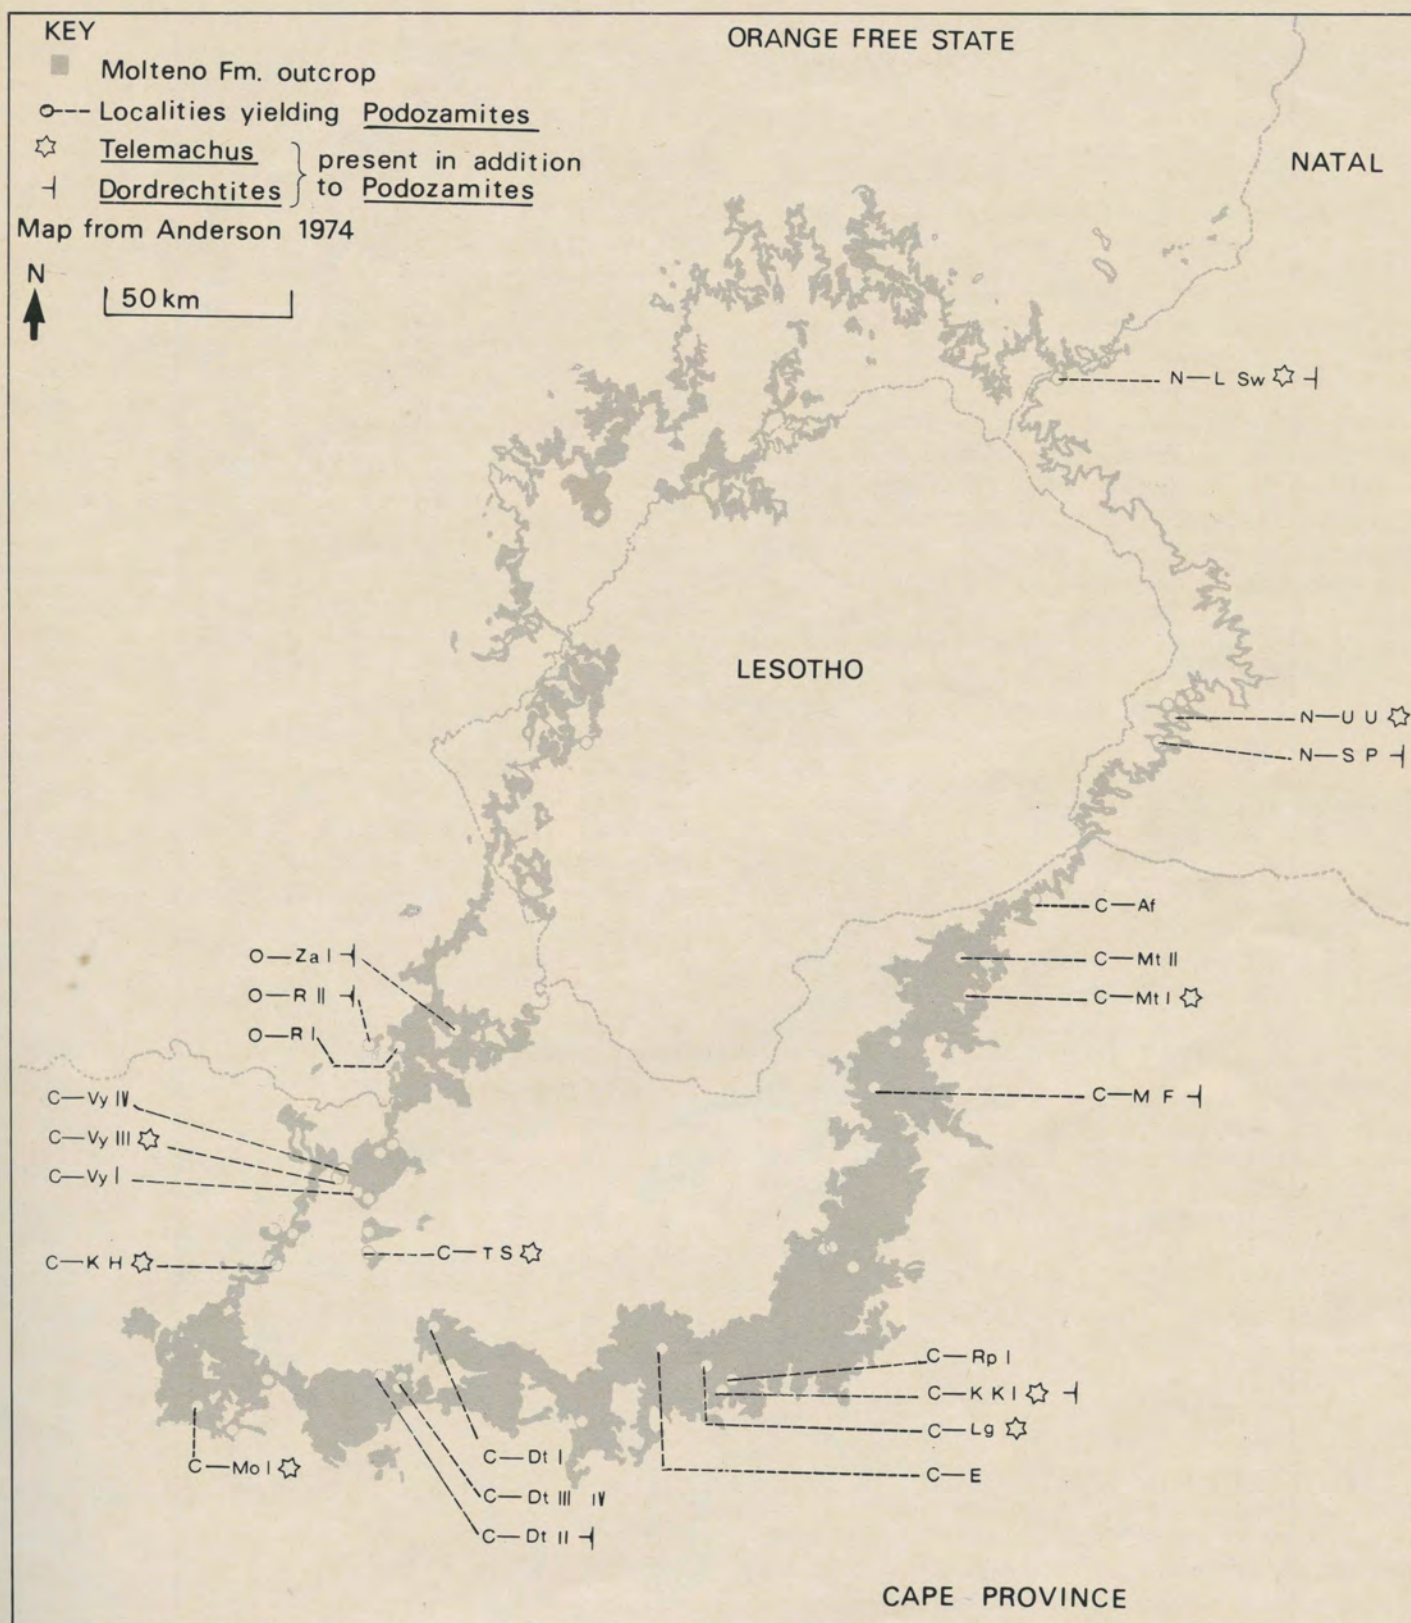 KEY
Molteno Fm. outcrop
Localities yielding Podozamites
Telemachus
Dordrechtites
present in addition
to Podozamites
Map from Anderson 1974
N
50 km
ORANGE FREE STATE
NATAL
LESOTHO
CAPE PROVINCE
N—L Sw
N—U U
N—S P
C—Af
C—Mt II
C—Mt I
C—M F
O—Za I
O—R II
O—R I
C—Vy IV
C—Vy III
C—Vy I
C—K H
C—T S
C—Rp I
C—K K I
C—Lg
C—E
C—Mo I
C—Dt I
C—Dt III IV
C—Dt II